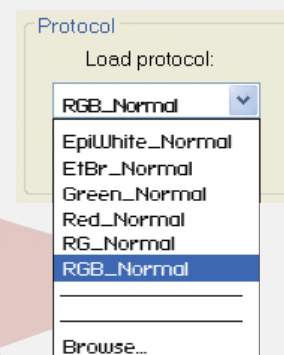 Protocol
Load protocol:
RGB_Normal
EpiWhite_Normal
EtBr_Normal
Green_Normal
Red_Normal
RG_Normal
RGB_Normal
Browse...